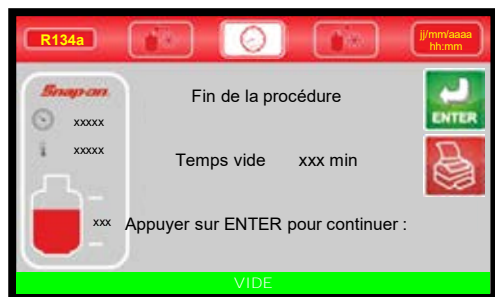 R134a
jj/mm/aaaa
hh:mm
Snap-on
xxxxx
xxxxx
xxx
Fin de la procédure
Temps vide xxx min
Appuyer sur ENTER pour continuer :
ENTER
VIDE